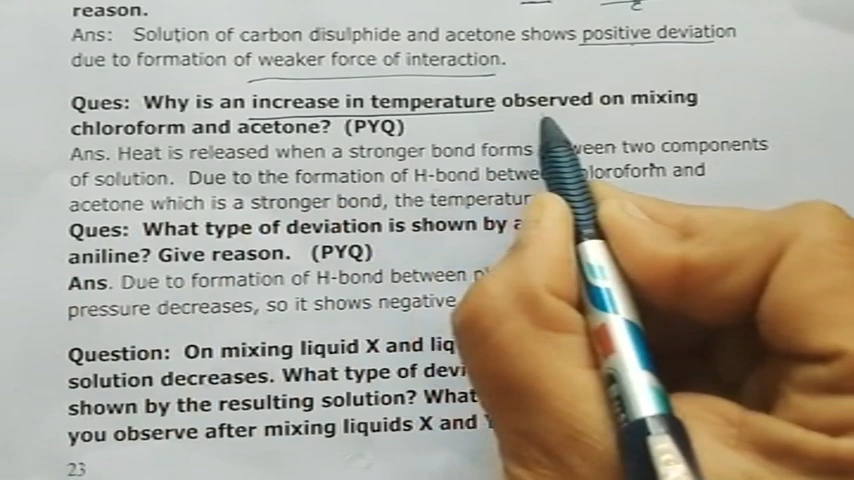 reason.
Ans: Solution of carbon disulphide and acetone shows positive deviation
due to formation of weaker force of interaction.
Ques: Why is an increase in temperature observed on mixing
chloroform and acetone? (PYQ)
Ans. Heat is released when a stronger bond forms between two components
of solution. Due to the formation of H-bond between chloroform and
acetone which is a stronger bond, the temperatur
Ques: What type of deviation is shown by a
aniline? Give reason. (PYQ)
Ans. Due to formation of H-bond between
pressure decreases, so it shows negative
Question: On mixing liquid X and liq
solution decreases. What type of devi
shown by the resulting solution? What
you observe after mixing liquids X and
23